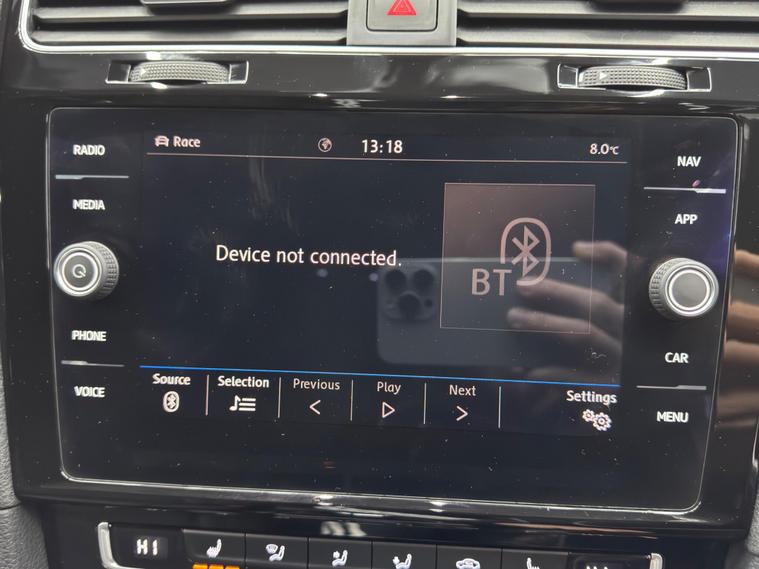 RADIO
MEDIA
PHONE
VOICE
Race
13:18
8.0°C
Device not connected.
BT
Source
Selection
Previous
Play
Next
Settings
NAV
APP
CAR
MENU
HI